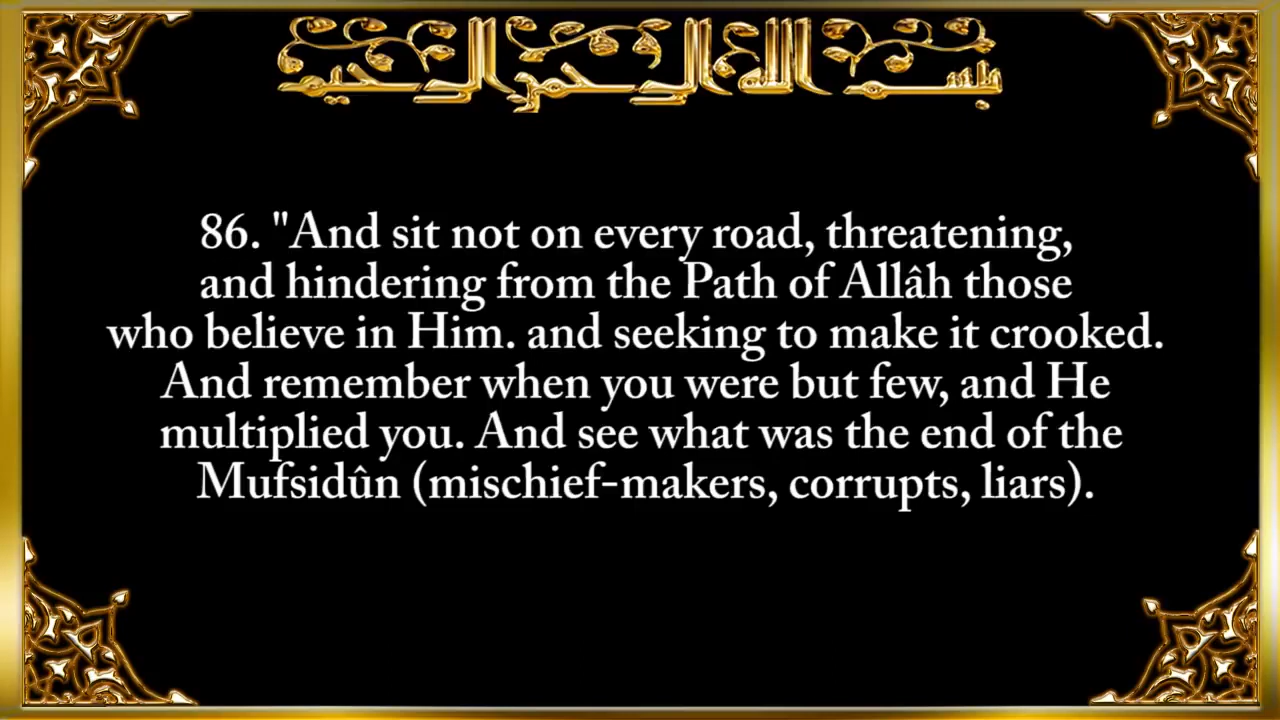 بسم الله الرحمن الرحيم
86. "And sit not on every road, threatening,
and hindering from the Path of Allâh those
who believe in Him. and seeking to make it crooked.
And remember when you were but few, and He
multiplied you. And see what was the end of the
Mufsidûn (mischief-makers, corrupts, liars).